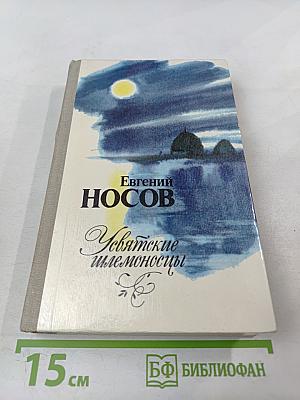 Евгений
НОСОВ
Усвятские
шлемоносцы
15 см
БФ БИБЛИОФАН